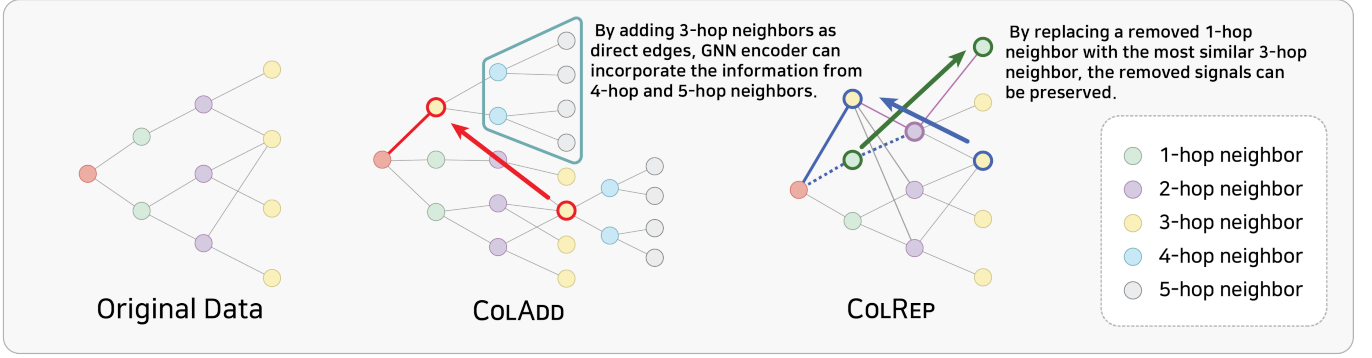 By adding 3-hop neighbors as
direct edges, GNN encoder can
incorporate the information from
4-hop and 5-hop neighbors.
By replacing a removed 1-hop
neighbor with the most similar 3-hop
neighbor, the removed signals can
be preserved.
1-hop neighbor
2-hop neighbor
3-hop neighbor
4-hop neighbor
5-hop neighbor
Original Data
COLADD
COLREP